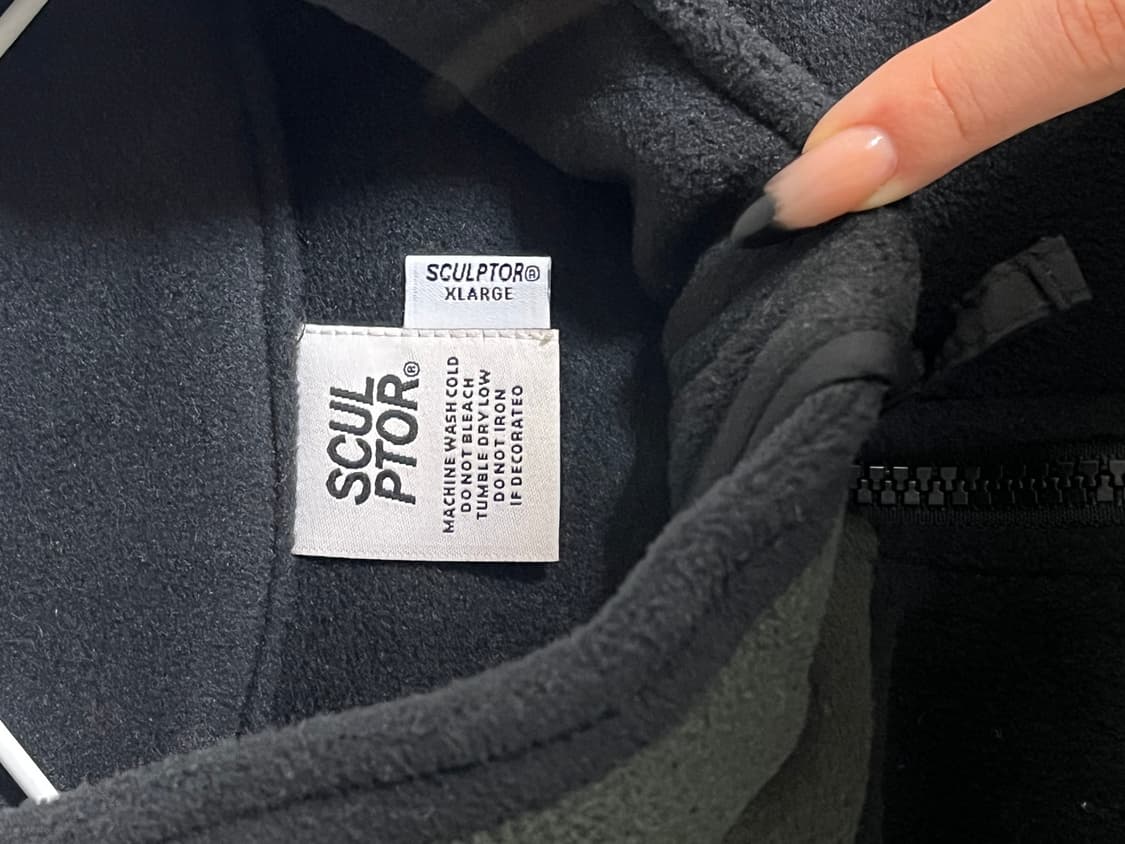 SCULPTOR®
XLARGE
SCUL
PTOR®
MACHINE WASH COLD
DO NOT BLEACH
TUMBLE DRY LOW
DO NOT IRON
IF DECORATED